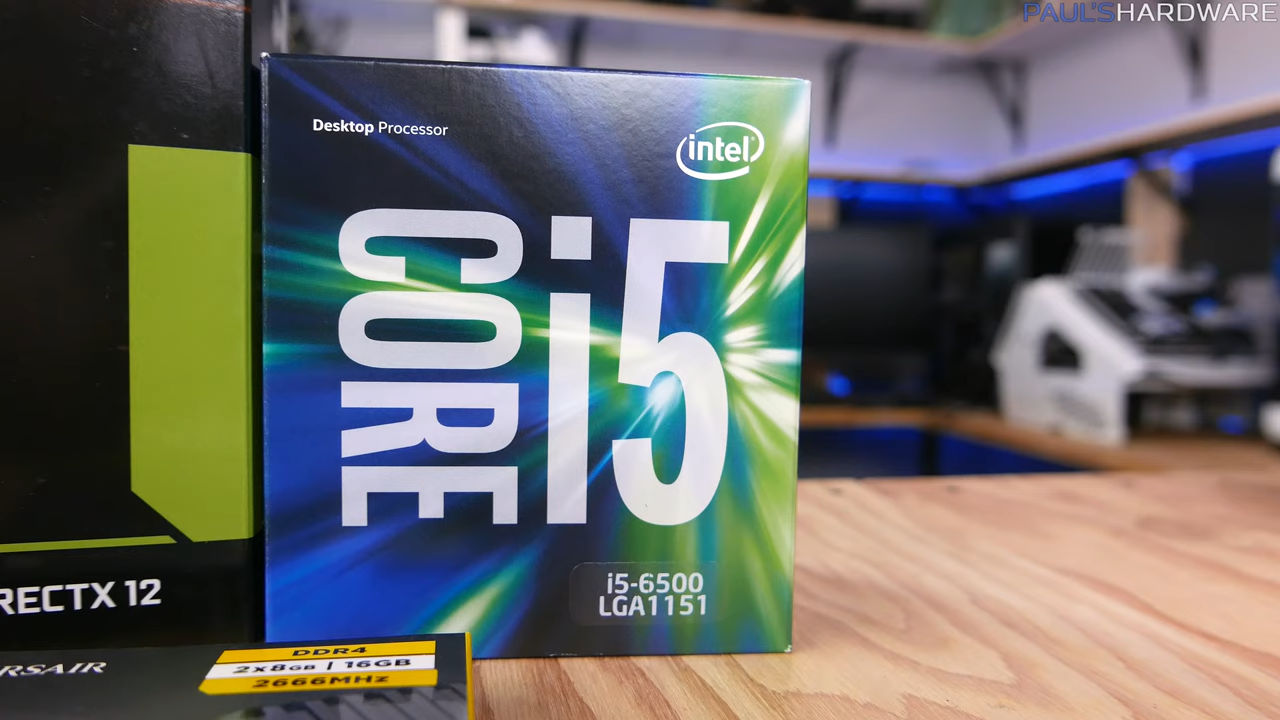 PAUL'SHARDWARE
Desktop Processor
intel
CORE i5
i5-6500
LGA1151
RECTX 12
RSAIR
DDR4
2x8GB | 16GB
2666MHz